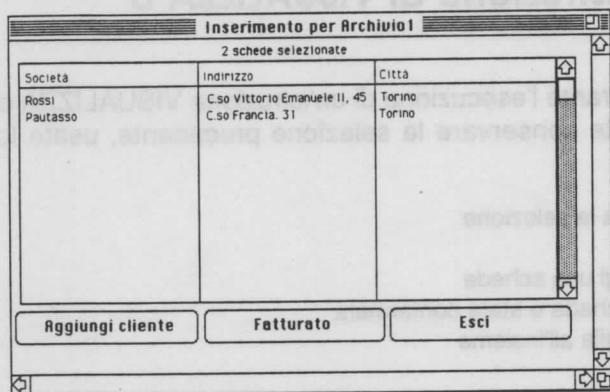 Inserimento per Archivio1
2 schede selezionate
Società Indirizzo Città
Rossi C.so Vittorio Emanuele II, 45 Torino
Pautasso C.so Francia. 31 Torino
Aggiungi cliente Fatturato Esci